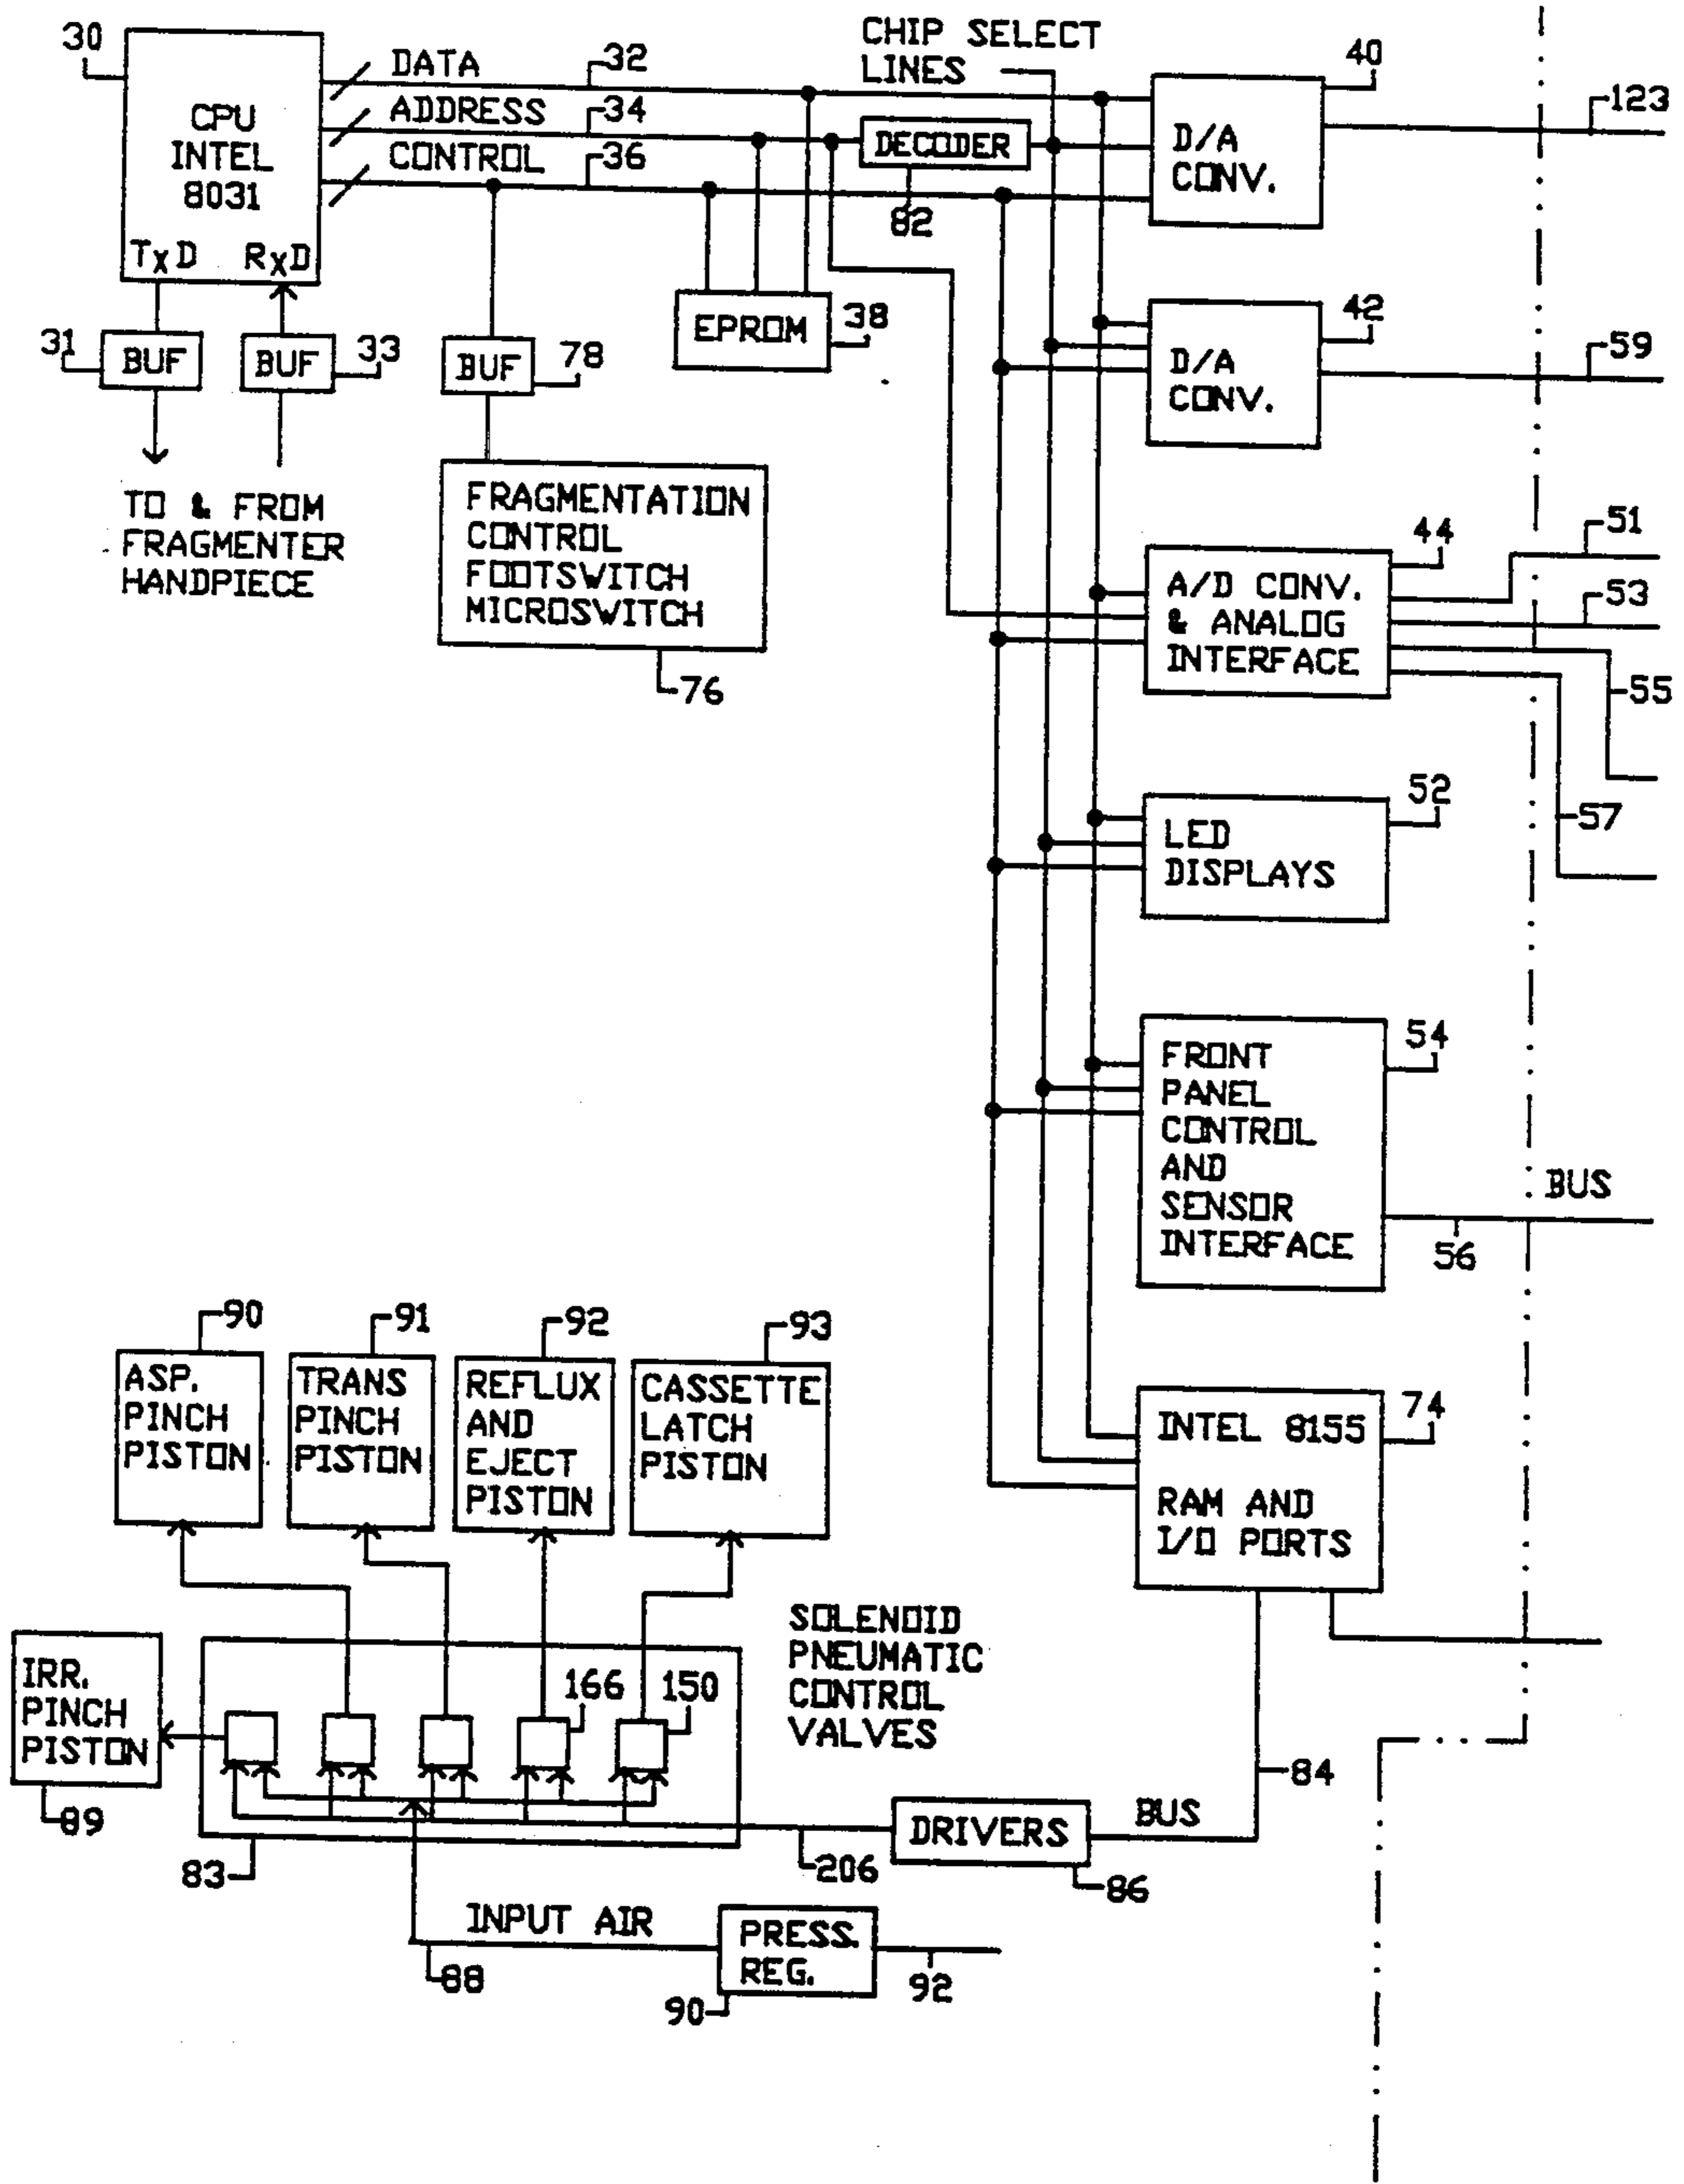 30
CPU
INTEL
8031
TxD RxD
DATA
32
ADDRESS
34
CONTROL
36
CHIP SELECT
LINES
DECODER
82
40
D/A
CONV.
123
31
BUF
BUF
33
BUF
78
EPROM
38
42
D/A
CONV.
59
TO & FROM
FRAGMENTER
HANDPIECE
FRAGMENTATION
CONTROL
FOOTSWITCH
MICROSWITCH
76
44
A/D CONV.
& ANALOG
INTERFACE
51
53
55
57
52
LED
DISPLAYS
54
FRONT
PANEL
CONTROL
AND
SENSOR
INTERFACE
BUS
56
90
ASP.
PINCH
PISTON
91
TRANS
PINCH
PISTON
92
REFLUX
AND
EJECT
PISTON
93
CASSETTE
LATCH
PISTON
74
INTEL 8155
RAM AND
I/O PORTS
SOLENOID
PNEUMATIC
CONTROL
VALVES
IRR.
PINCH
PISTON
89
166
150
83
84
BUS
DRIVERS
86
206
INPUT AIR
88
PRESS.
REG.
90
92